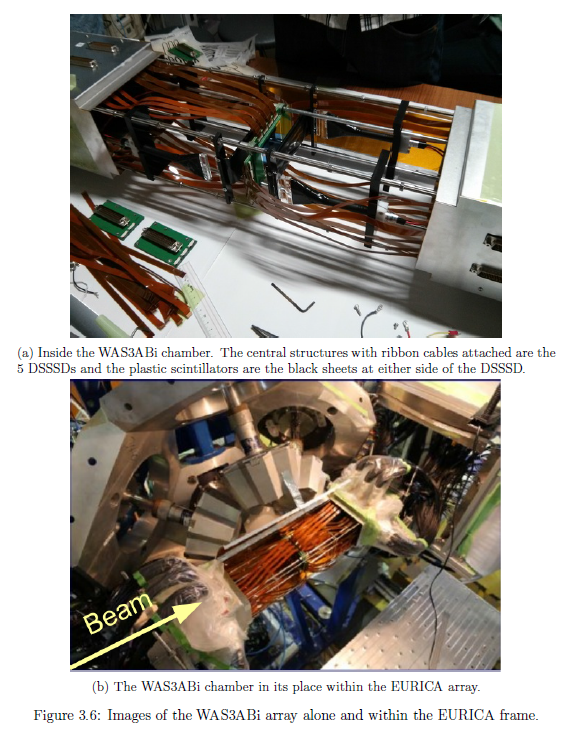 (a) Inside the WAS3ABi chamber. The central structures with ribbon cables attached are the
5 DSSSDs and the plastic scintillators are the black sheets at either side of the DSSSD.
Beam
(b) The WAS3ABi chamber in its place within the EURICA array.
Figure 3.6: Images of the WAS3ABi array alone and within the EURICA frame.